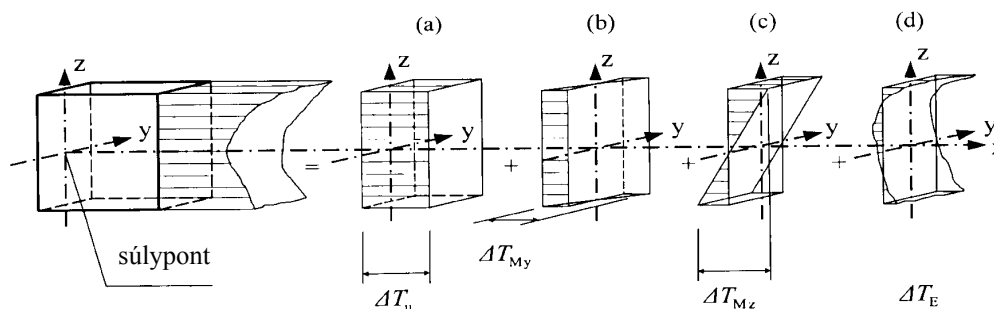 (a) (b) (c) (d)
z z z z z
y y y y y
= + + +
súlypont
ΔT_My
ΔT_u ΔT_Mz ΔT_E